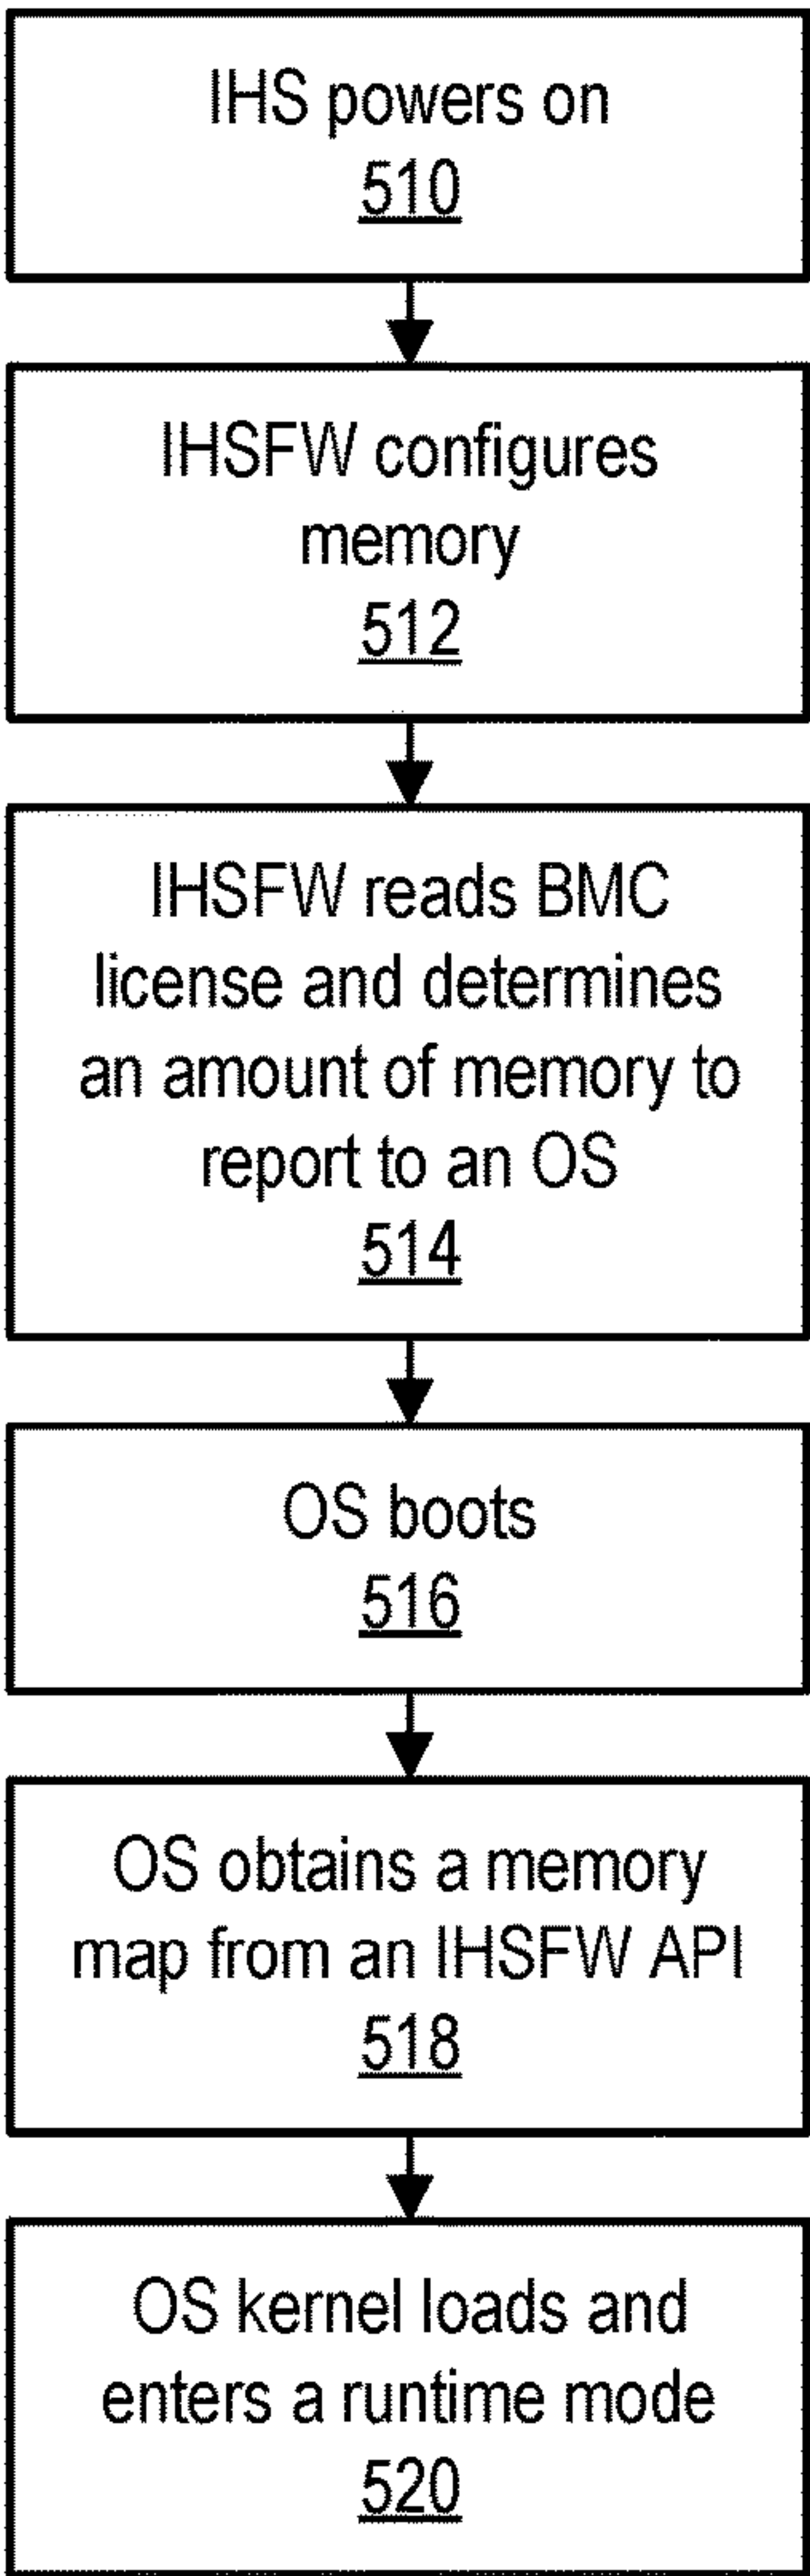 IHS powers on
510
IHSFW configures
memory
512
IHSFW reads BMC
license and determines
an amount of memory to
report to an OS
514
OS boots
516
OS obtains a memory
map from an IHSFW API
518
OS kernel loads and
enters a runtime mode
520